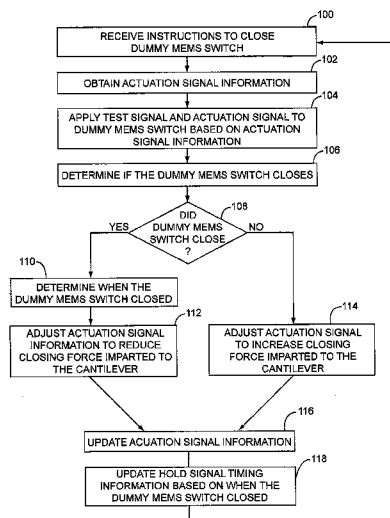 100
RECEIVE INSTRUCTIONS TO CLOSE
DUMMY MEMS SWITCH
102
OBTAIN ACTUATION SIGNAL INFORMATION
104
APPLY TEST SIGNAL AND ACTUATION SIGNAL TO
DUMMY MEMS SWITCH BASED ON ACTUATION
SIGNAL INFORMATION
106
DETERMINE IF THE DUMMY MEMS SWITCH CLOSES
108
DID
DUMMY MEMS
SWITCH CLOSE
?
YES
NO
110
DETERMINE WHEN THE
DUMMY MEMS SWITCH CLOSED
112
ADJUST ACTUATION SIGNAL
INFORMATION TO REDUCE
CLOSING FORCE IMPARTED TO
THE CANTILEVER
114
ADJUST ACTUATION SIGNAL
TO INCREASE CLOSING
FORCE IMPARTED TO THE
CANTILEVER
116
UPDATE ACUATION SIGNAL INFORMATION
118
UPDATE HOLD SIGNAL TIMING
INFORMATION BASED ON WHEN THE
DUMMY MEMS SWITCH CLOSED